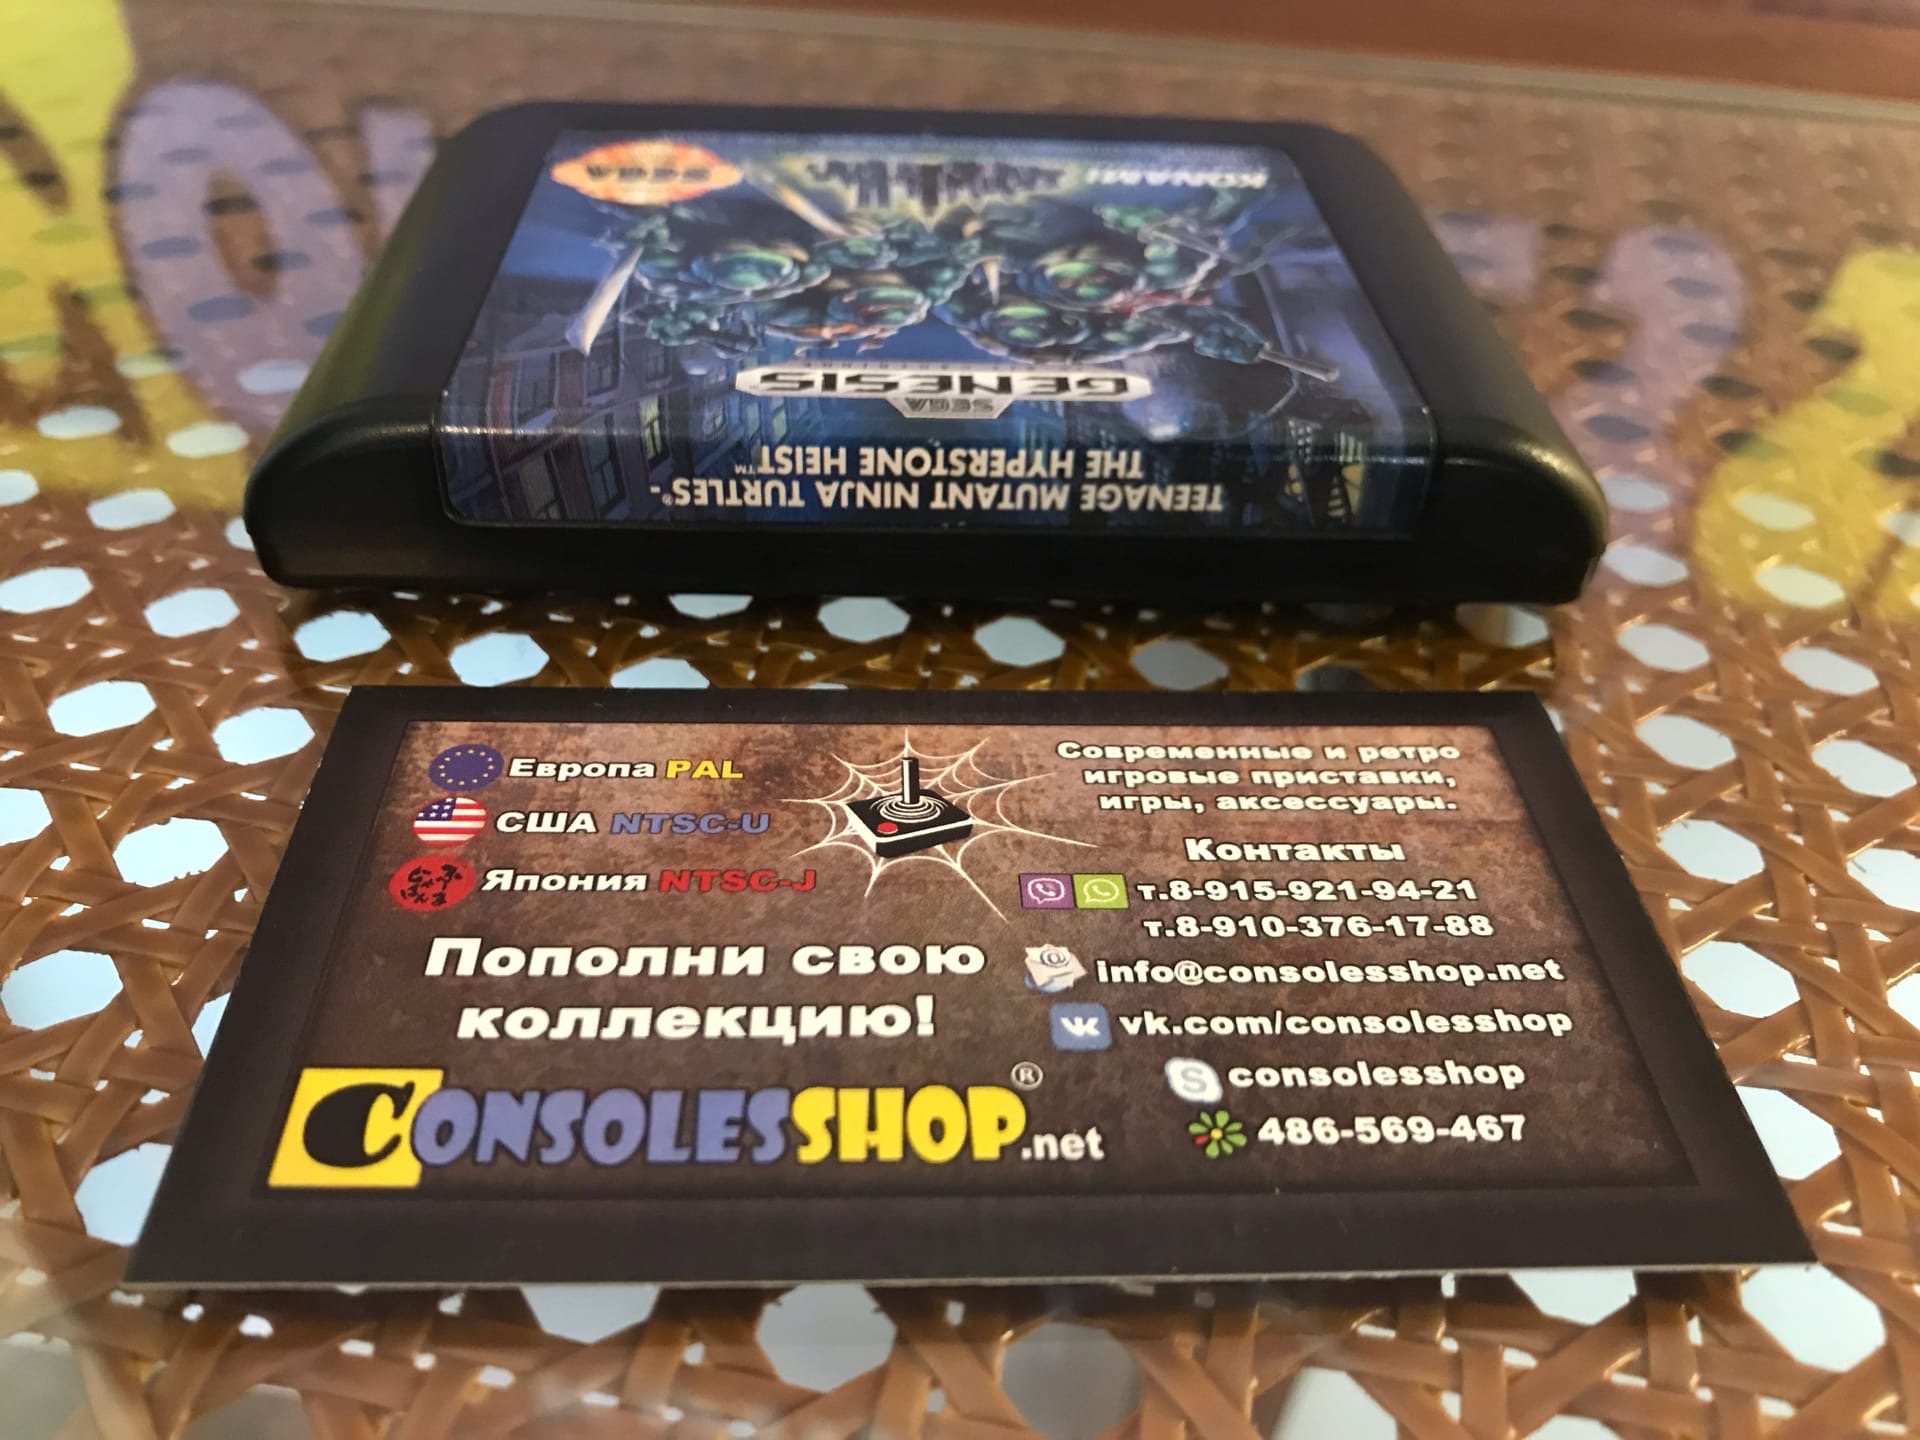 TEENAGE MUTANT NINJA TURTLES® -
THE HYPERSTONE HEIST™
SEGA
GENESIS™
KONAMI
SEGA
Европа PAL
США NTSC-U
Япония NTSC-J
Пополни свою
коллекцию!
CONSOLESSHOP®.net
Современные и ретро
игровые приставки,
игры, аксессуары.
Контакты
т.8-915-921-94-21
т.8-910-376-17-88
info@consolesshop.net
vk.com/consolesshop
consolesshop
486-569-467